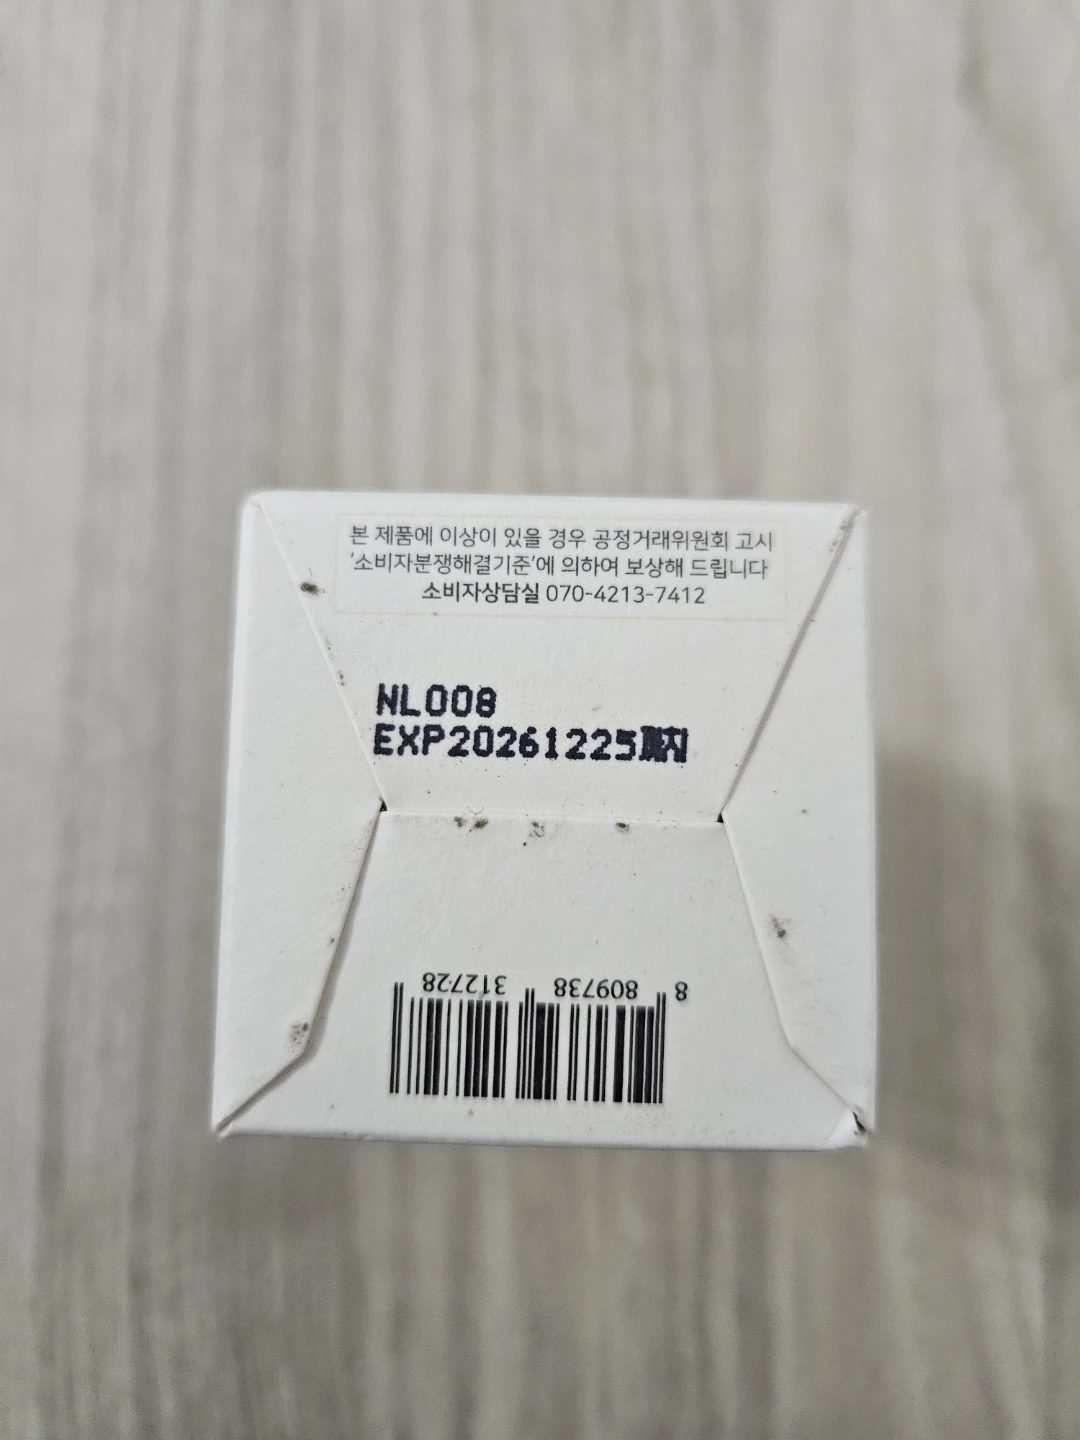 본 제품에 이상이 있을 경우 공정거래위원회 고시
'소비자분쟁해결기준'에 의하여 보상해 드립니다
소비자상담실 070-4213-7412
NL008
EXP20261225까지
8 809738 312728